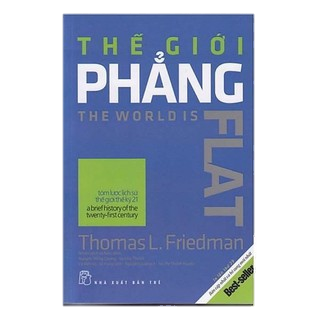 THẾ GIỚI
PHẲNG
THE WORLD IS
FLAT
tóm lược lịch sử
thế giới thế kỷ 21
a brief history of the
twenty-first century
Thomas L. Friedman
NHÀ XUẤT BẢN TRẺ
Best-seller